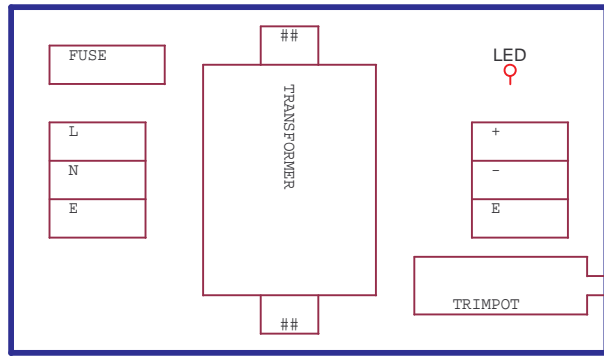 ##
FUSE
LED
TRANSFORMER
L
+
N
-
E
E
TRIMPOT
##